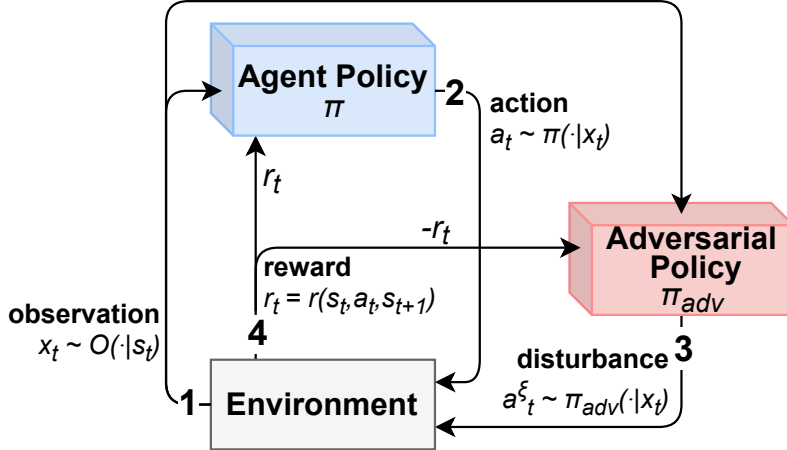 Agent Policy
π
2
action
a_t ~ π(·|x_t)
r_t
-r_t
Adversarial
Policy
π_adv
reward
r_t = r(s_t,a_t,s_{t+1})
observation
x_t ~ O(·|s_t)
4
3
disturbance
a^ξ_t ~ π_adv(·|x_t)
1
Environment